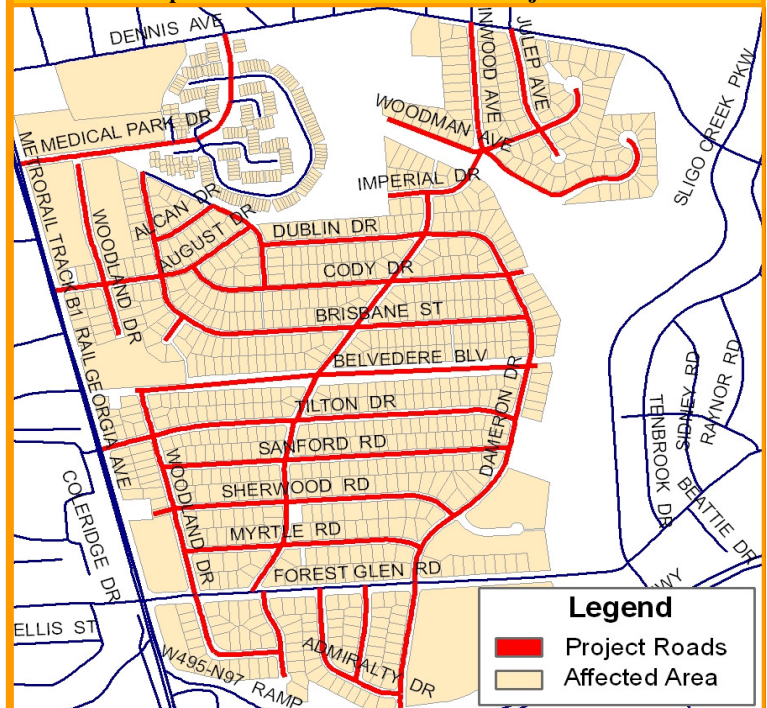 DENNIS AVE
INWOOD AVE
JULEP AVE
SLIGO CREEK PKW
MEDICAL PARK DR
WOODMAN AVE
METRORAIL TRACK B1 RAIL
GEORGIA AVE
IMPERIAL DR
ALCAN DR
AUGUST DR
WOODLAND DR
DUBLIN DR
CODY DR
BRISBANE ST
BELVEDERE BLV
TILTON DR
DAMERON DR
SANFORD RD
SHERWOOD RD
MYRTLE RD
WOODLAND DR
FOREST GLEN RD
COLERIDGE DR
ELLIS ST
W495-N97 RAMP
ADMIRALTY DR
TENBROOK DR
SIDNEY RD
RAYNOR RD
BEATTIE DR
WY
Legend
Project Roads
Affected Area